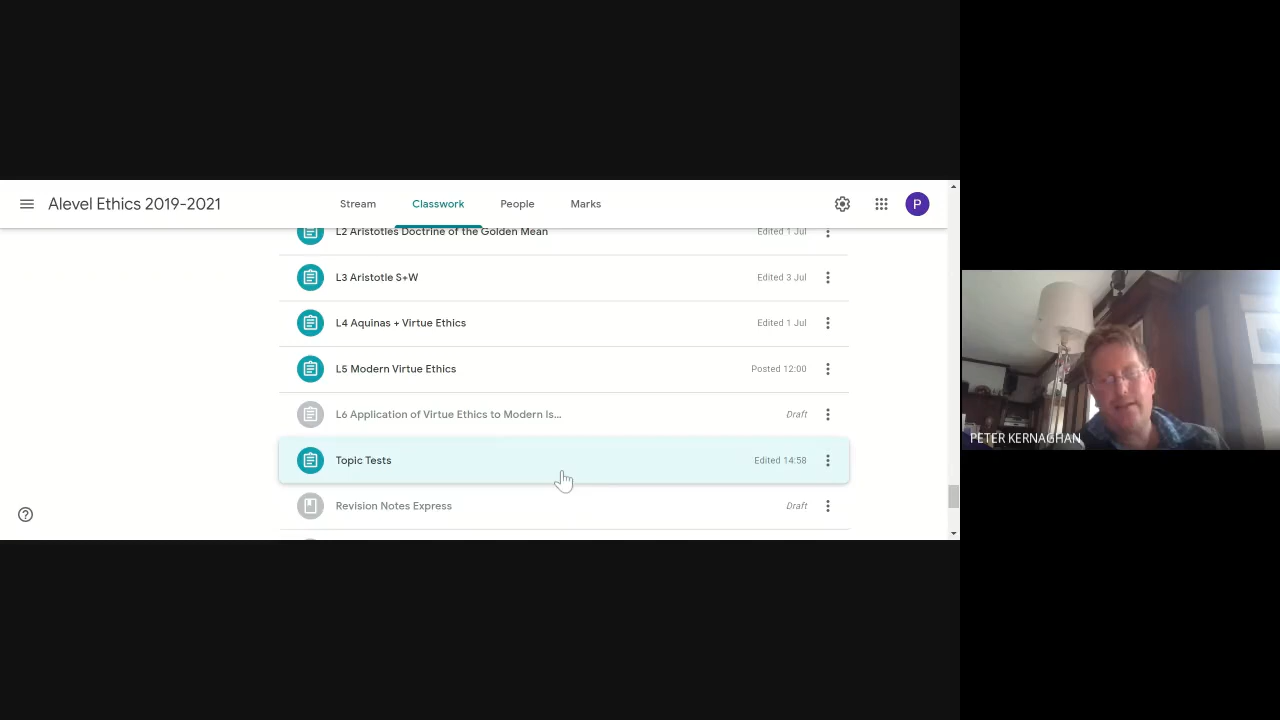 Alevel Ethics 2019-2021
Stream
Classwork
People
Marks
P
L2 Aristotles Doctrine of the Golden Mean
Edited 1 Jul
L3 Aristotle S+W
Edited 3 Jul
L4 Aquinas + Virtue Ethics
Edited 1 Jul
L5 Modern Virtue Ethics
Posted 12:00
L6 Application of Virtue Ethics to Modern Is...
Draft
Topic Tests
Edited 14:58
Revision Notes Express
Draft
PETER KERNAGHAN